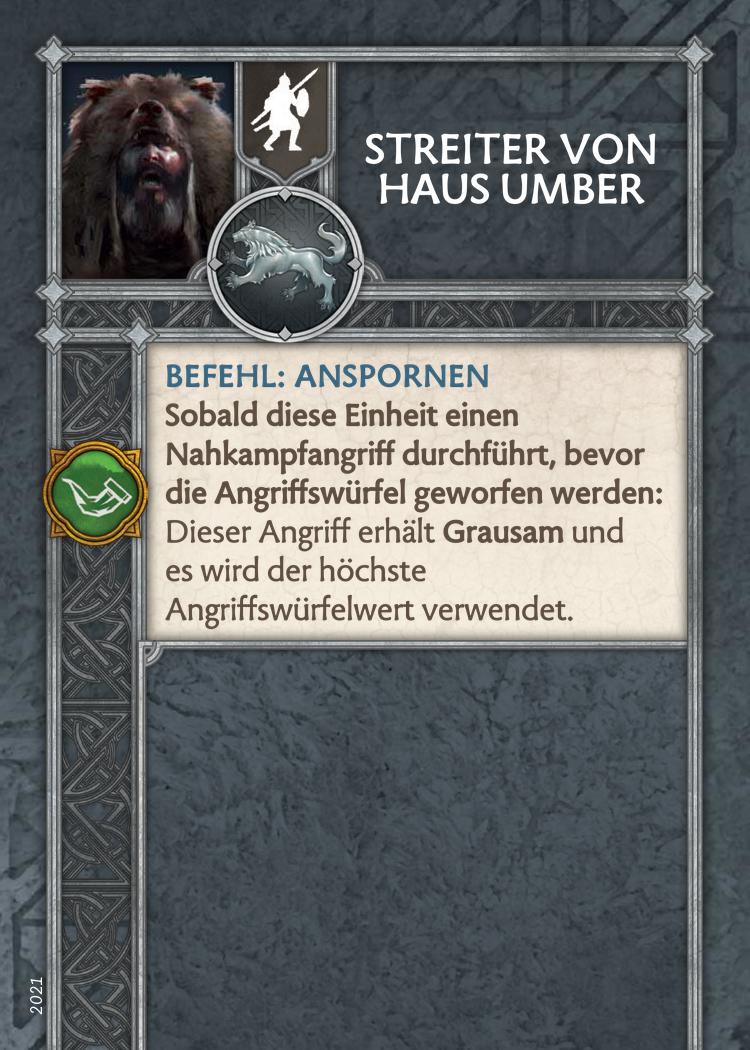 STREITER VON
HAUS UMBER
BEFEHL: ANSPORNEN
Sobald diese Einheit einen
Nahkampfangriff durchführt, bevor
die Angriffswürfel geworfen werden:
Dieser Angriff erhält Grausam und
es wird der höchste
Angriffswürfelwert verwendet.
2021